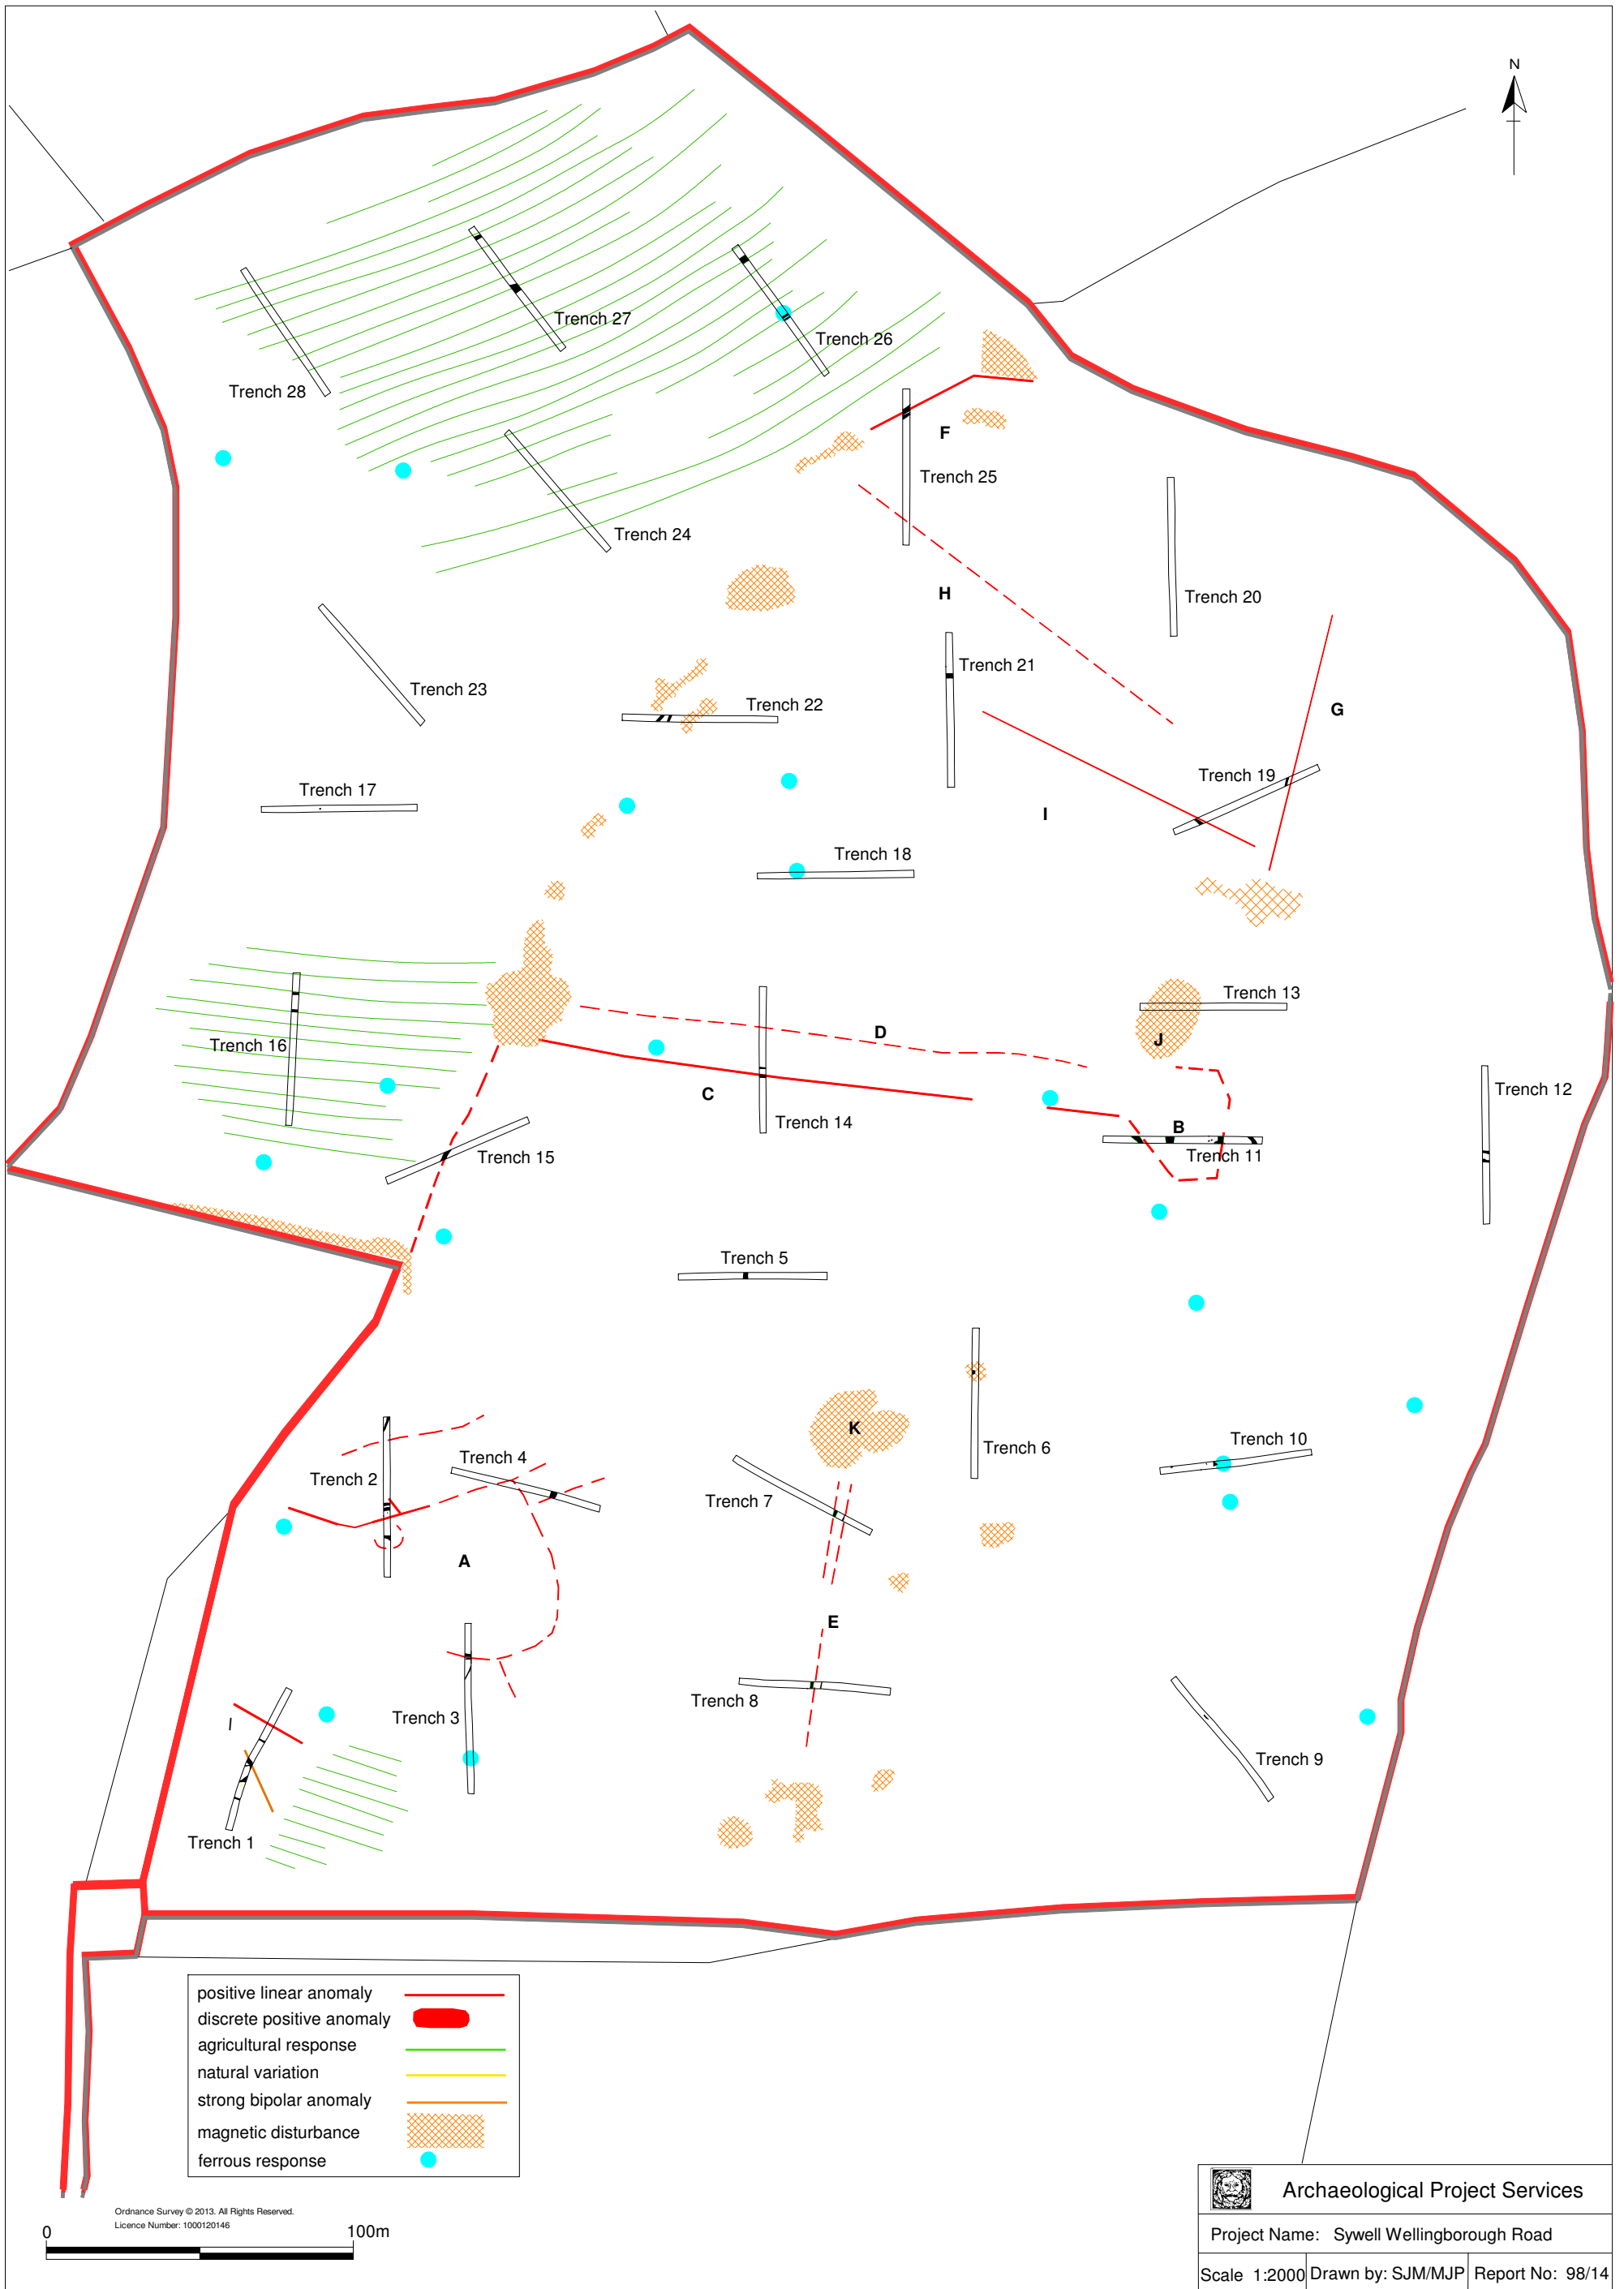 N
Trench 27
Trench 26
Trench 28
F
Trench 25
Trench 24
H
Trench 20
Trench 21
Trench 23
Trench 22
G
Trench 19
Trench 17
I
Trench 18
Trench 13
D
J
Trench 16
Trench 12
C
Trench 14
B
Trench 15
Trench 11
Trench 5
K
Trench 10
Trench 6
Trench 4
Trench 2
Trench 7
A
E
Trench 8
Trench 3
I
Trench 9
Trench 1
positive linear anomaly
discrete positive anomaly
agricultural response
natural variation
strong bipolar anomaly
magnetic disturbance
ferrous response
Ordnance Survey © 2013. All Rights Reserved.
Licence Number: 1000120146
0 100m
Archaeological Project Services
Project Name: Sywell Wellingborough Road
Scale 1:2000 Drawn by: SJM/MJP Report No: 98/14